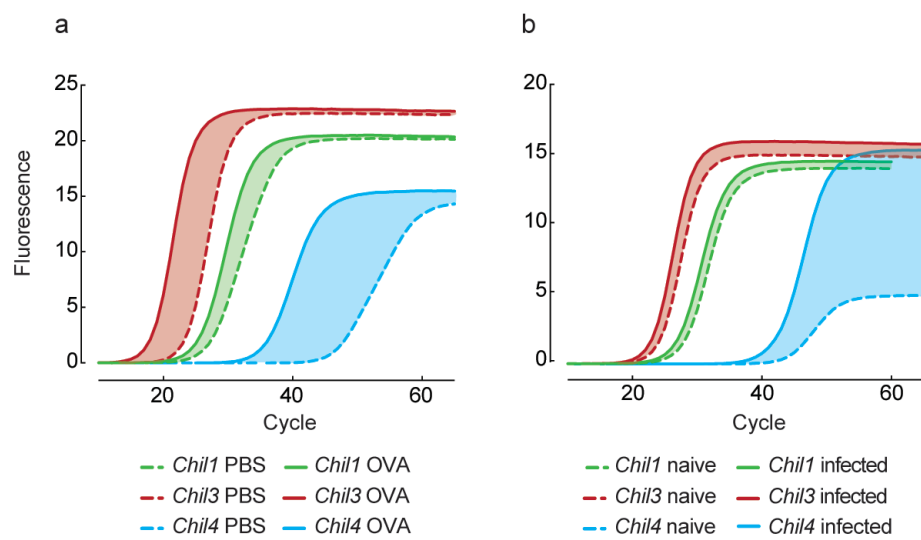 a
b
25
20
15
10
5
0
Fluorescence
20
40
60
Cycle
20
15
10
5
0
20
40
60
Cycle
Chil1 PBS
Chil1 OVA
Chil3 PBS
Chil3 OVA
Chil4 PBS
Chil4 OVA
Chil1 naive
Chil1 infected
Chil3 naive
Chil3 infected
Chil4 naive
Chil4 infected